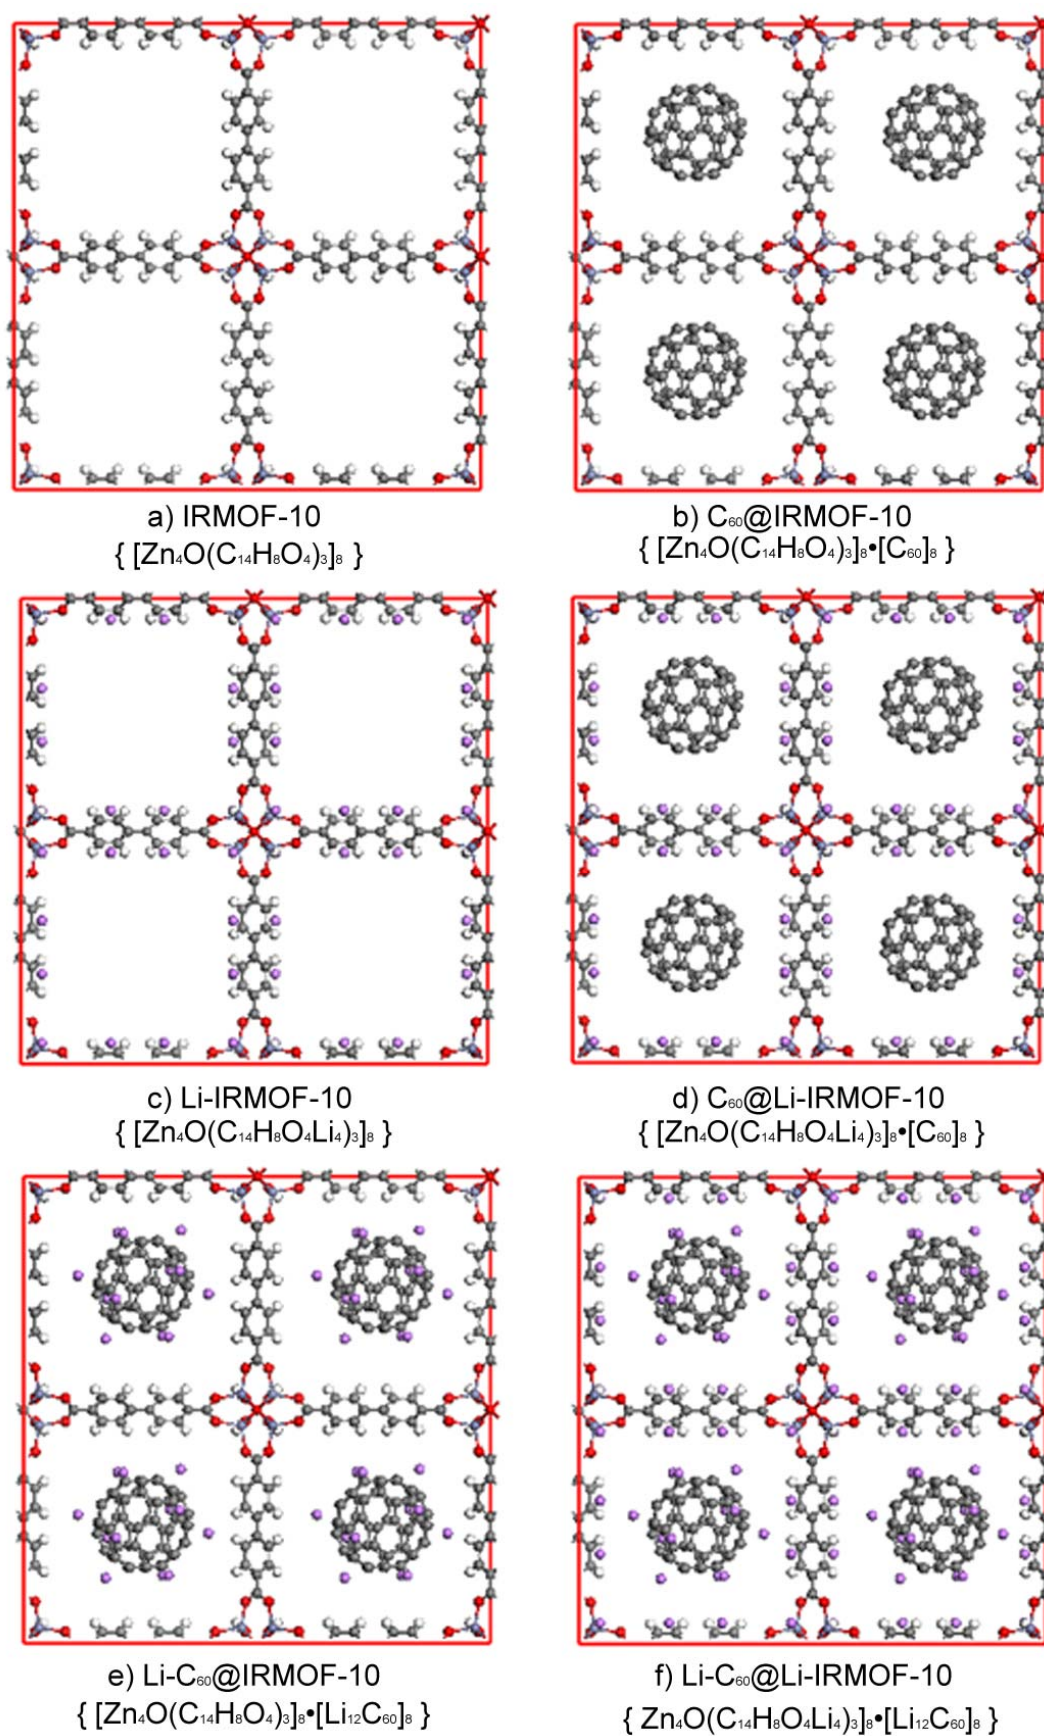 a) IRMOF-10
b) C₆₀@IRMOF-10
{ [Zn₄O(C₁₄H₈O₄)₃]₈ }
{ [Zn₄O(C₁₄H₈O₄)₃]₈•[C₆₀]₈ }
c) Li-IRMOF-10
d) C₆₀@Li-IRMOF-10
{ [Zn₄O(C₁₄H₈O₄Li₄)₃]₈ }
{ [Zn₄O(C₁₄H₈O₄Li₄)₃]₈•[C₆₀]₈ }
e) Li-C₆₀@IRMOF-10
f) Li-C₆₀@Li-IRMOF-10
{ [Zn₄O(C₁₄H₈O₄)₃]₈•[Li₁₂C₆₀]₈ }
{ Zn₄O(C₁₄H₈O₄Li₄)₃]₈•[Li₁₂C₆₀]₈ }